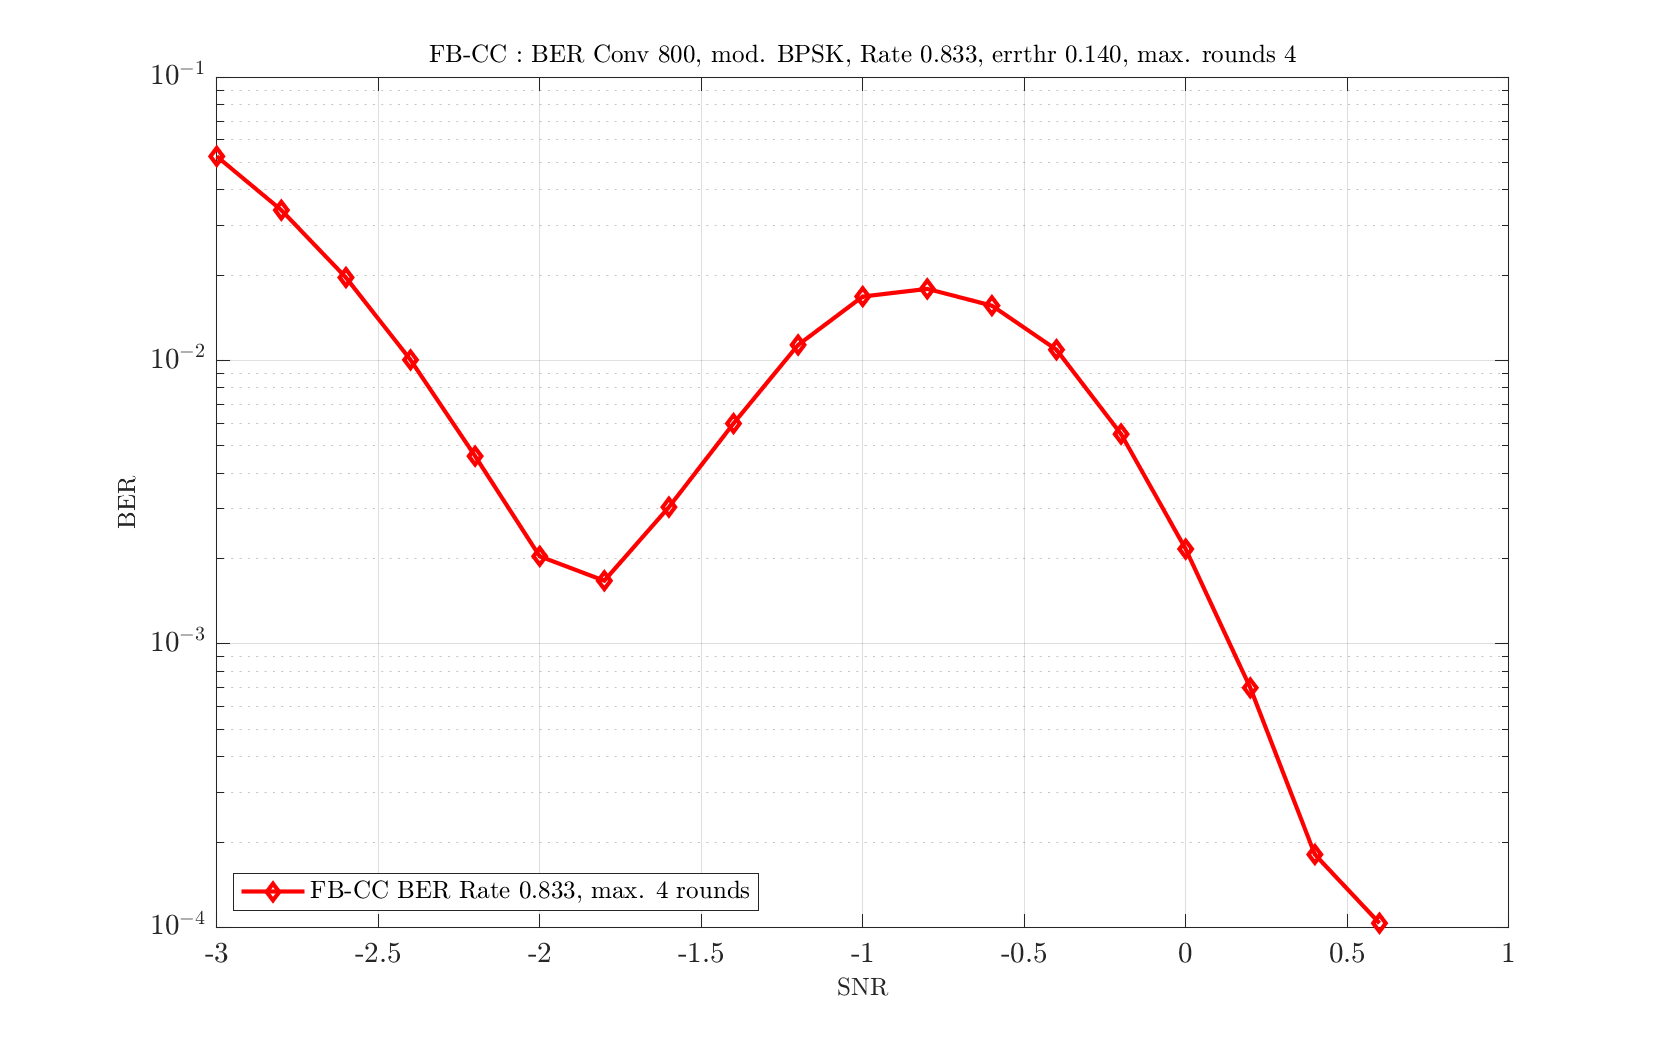 FB-CC : BER Conv 800, mod. BPSK, Rate 0.833, errthr 0.140, max. rounds 4
10^{-1}
10^{-2}
10^{-3}
10^{-4}
BER
FB-CC BER Rate 0.833, max. 4 rounds
-3 -2.5 -2 -1.5 -1 -0.5 0 0.5 1
SNR